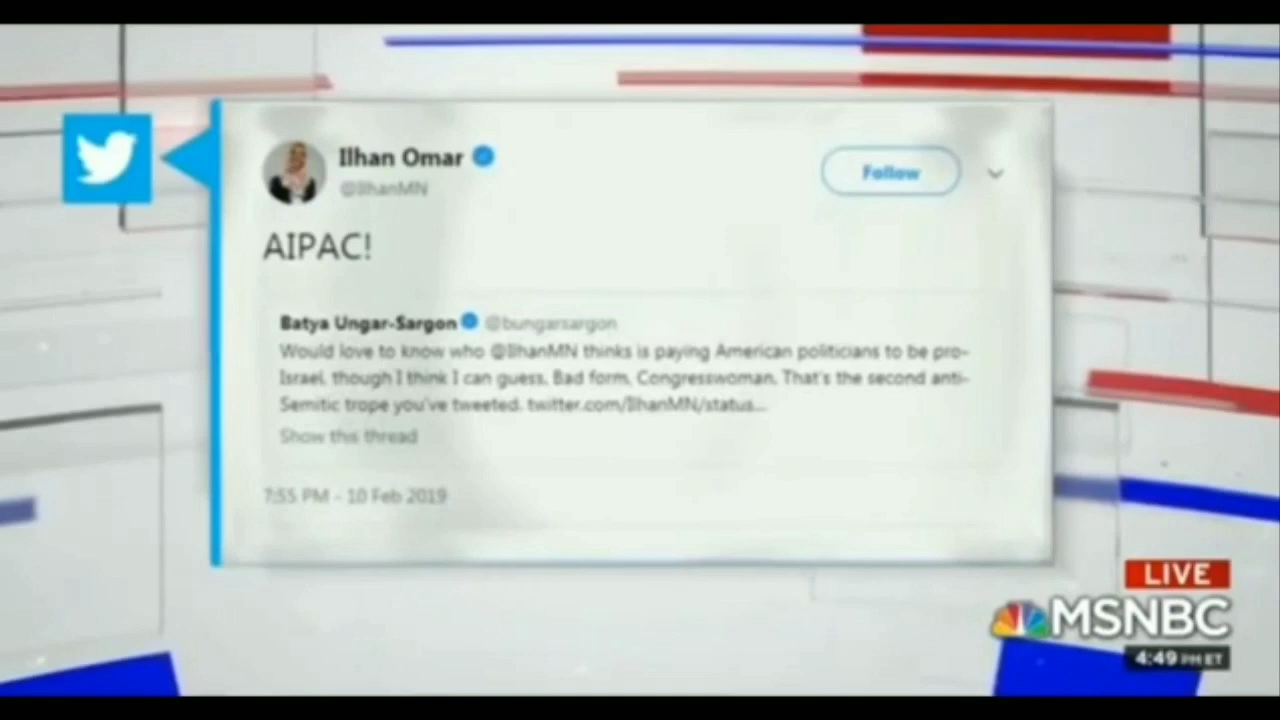 Ilhan Omar
@IlhanMN
Follow
AIPAC!
Batya Ungar-Sargon @bungarsargon
Would love to know who @IlhanMN thinks is paying American politicians to be pro-
Israel, though I think I can guess. Bad form, Congresswoman. That's the second anti-
Semitic trope you've tweeted. twitter.com/IlhanMN/status...
Show this thread
7:55 PM - 10 Feb 2019
LIVE
MSNBC
4:49 PM ET